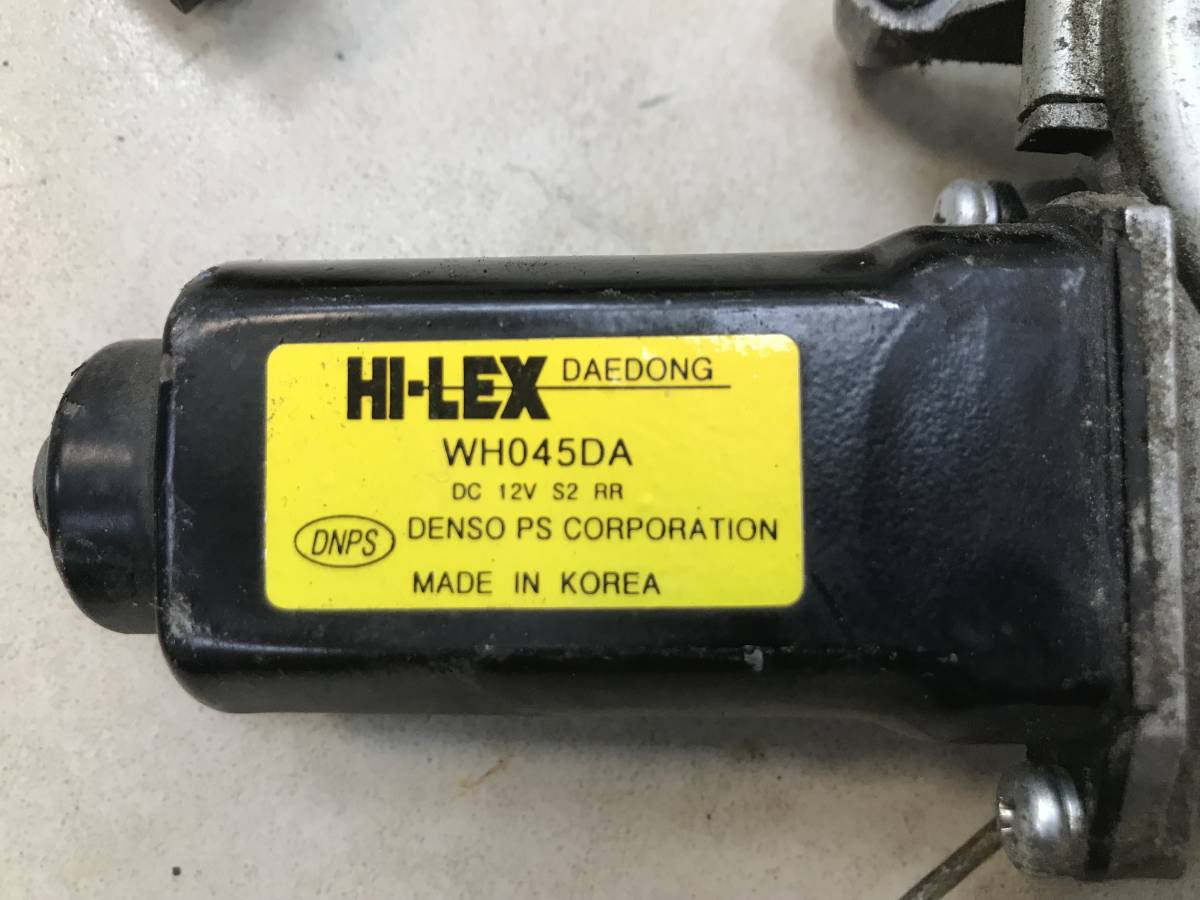 HI-LEX DAEDONG
WH045DA
DC 12V S2 RR
DNPS DENSO PS CORPORATION
MADE IN KOREA